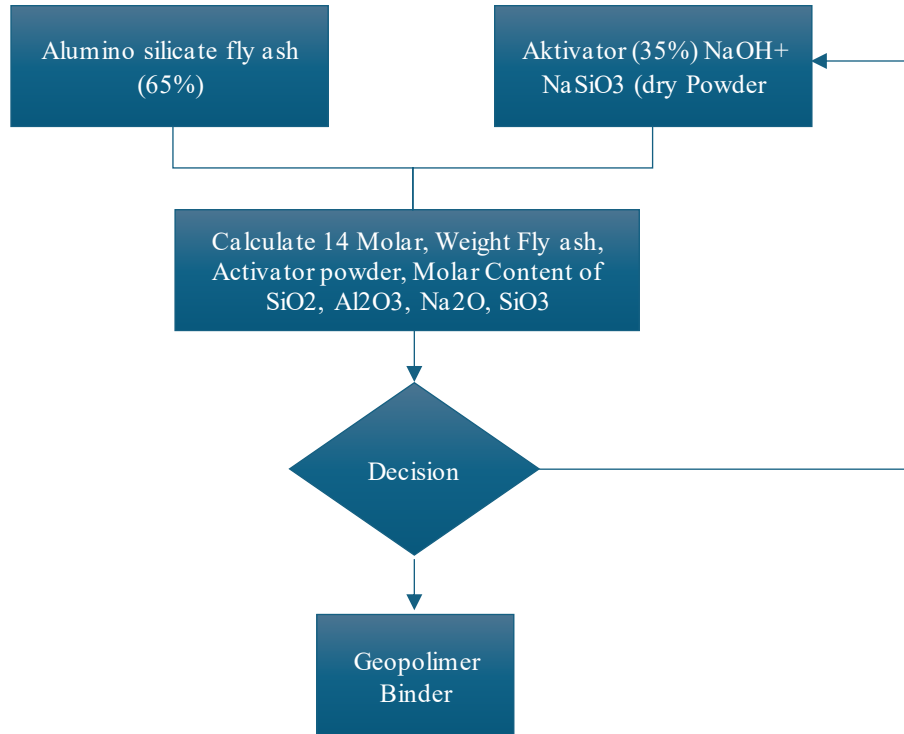 Alumino silicate fly ash
(65%)
Aktivator (35%) NaOH+
NaSiO3 (dry Powder
Calculate 14 Molar, Weight Fly ash,
Activator powder, Molar Content of
SiO2, Al2O3, Na2O, SiO3
Decision
Geopolimer
Binder